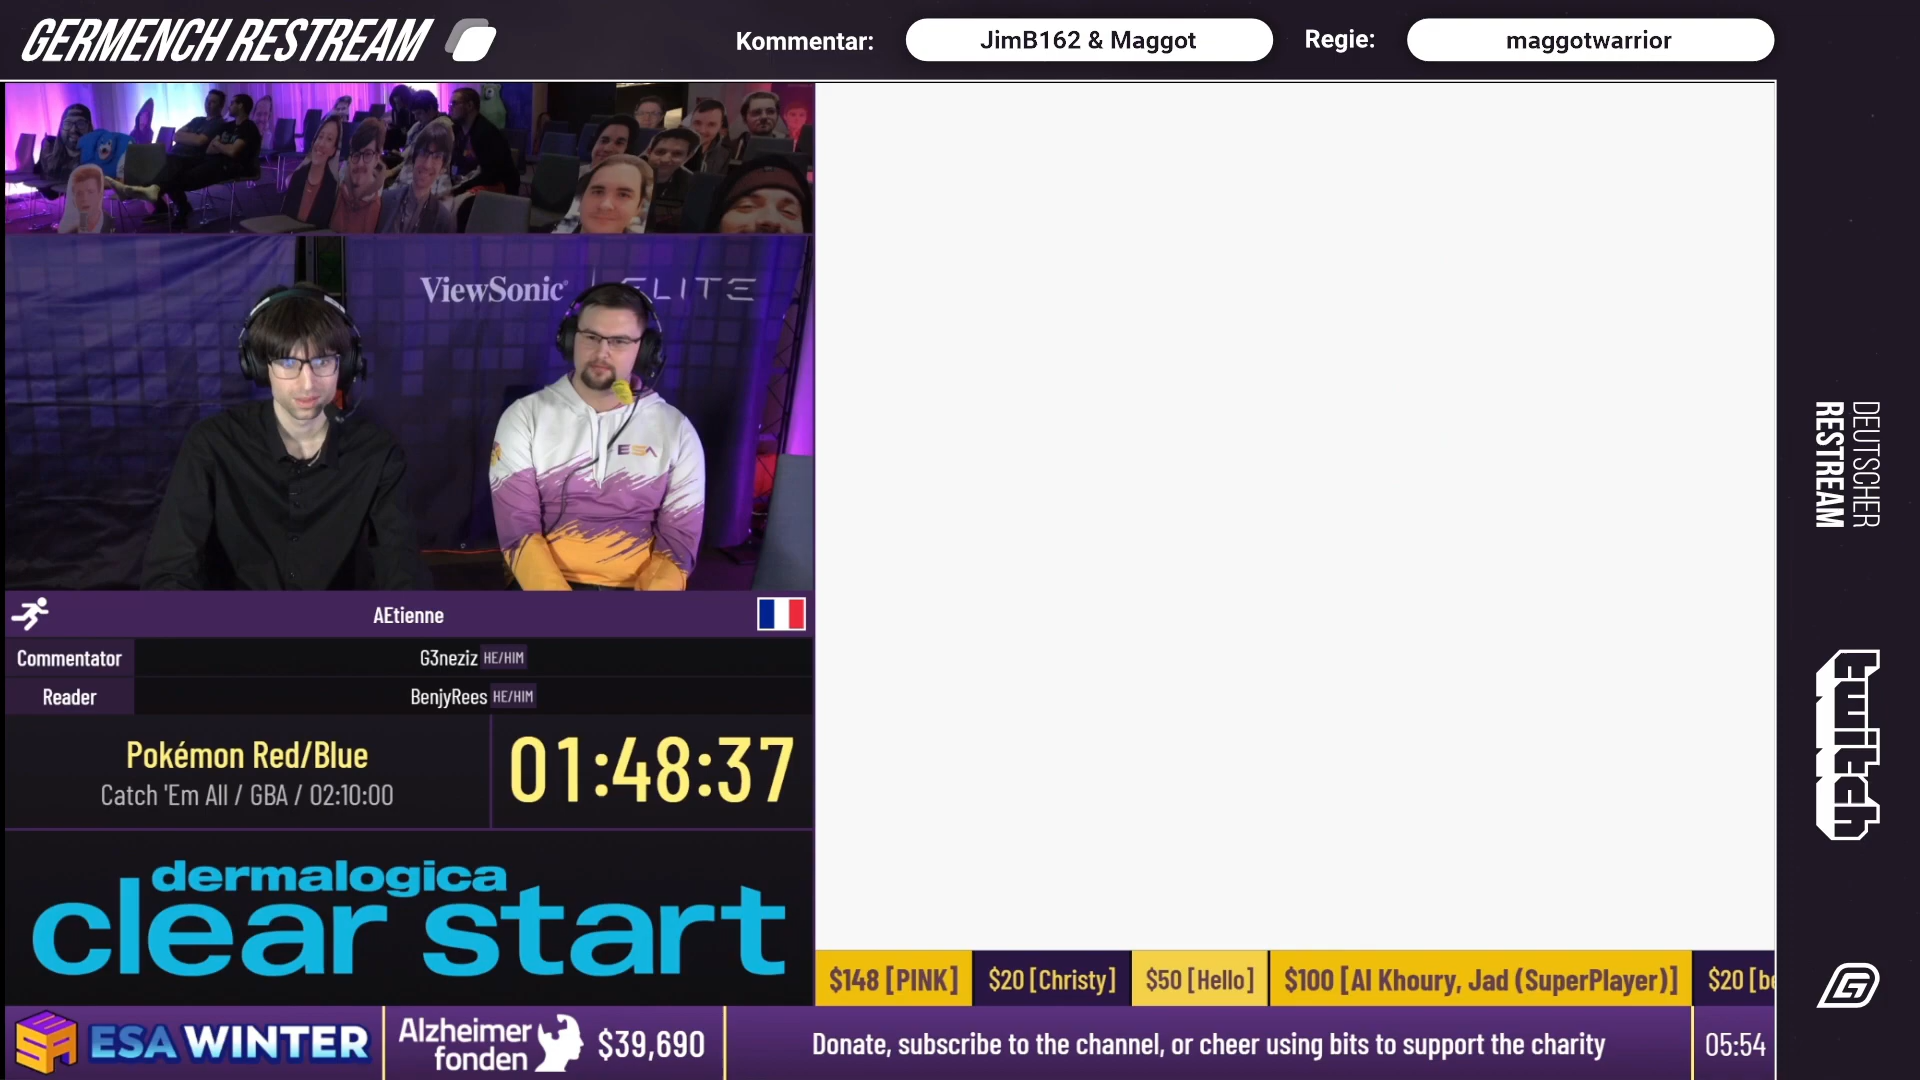 GERMENCH RESTREAM
Kommentar:
JimB162 & Maggot
Regie:
maggotwarrior
ViewSonic ELITE
ESA
AEtienne
Commentator
G3neziz HE/HIM
Reader
BenjyRees HE/HIM
Pokémon Red/Blue
Catch 'Em All / GBA / 02:10:00
01:48:37
dermalogica
clear start
$148 [PINK]
$20 [Christy]
$50 [Hello]
$100 [Al Khoury, Jad (SuperPlayer)]
$20 [be
ESA WINTER
Alzheimer
fonden
$39,690
Donate, subscribe to the channel, or cheer using bits to support the charity
05:54
DEUTSCHER
RESTREAM
twitch
G